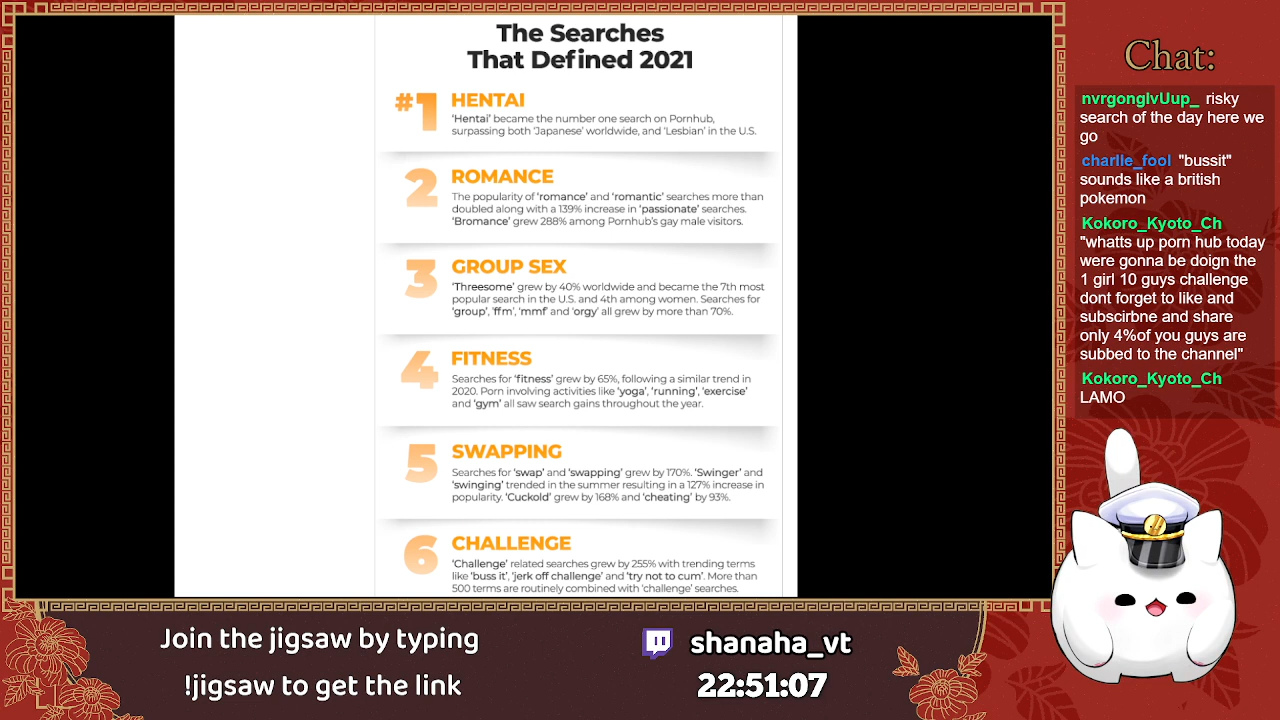 The Searches
That Defined 2021
#1 HENTAI
'Hentai' became the number one search on Pornhub,
surpassing both 'Japanese' worldwide, and 'Lesbian' in the U.S.
2 ROMANCE
The popularity of 'romance' and 'romantic' searches more than
doubled along with a 139% increase in 'passionate' searches.
'Bromance' grew 288% among Pornhub's gay male visitors.
3 GROUP SEX
'Threesome' grew by 40% worldwide and became the 7th most
popular search in the U.S. and 4th among women. Searches for
'group', 'ffm', 'mmf' and 'orgy' all grew by more than 70%.
4 FITNESS
Searches for 'fitness' grew by 65%, following a similar trend in
2020. Porn involving activities like 'yoga', 'running', 'exercise'
and 'gym' all saw search gains throughout the year.
5 SWAPPING
Searches for 'swap' and 'swapping' grew by 170%. 'Swinger' and
'swinging' trended in the summer resulting in a 127% increase in
popularity. 'Cuckold' grew by 168% and 'cheating' by 93%.
6 CHALLENGE
'Challenge' related searches grew by 255% with trending terms
like 'buss it', 'jerk off challenge' and 'try not to cum'. More than
500 terms are routinely combined with 'challenge' searches.
Chat:
nvrgonglvUup_ risky
search of the day here we
go
charlle_fool "bussit"
sounds like a british
pokemon
Kokoro_Kyoto_Ch
"whatts up porn hub today
were gonna be doign the
1 girl 10 guys challenge
dont forget to like and
subscirbne and share
only 4%of you guys are
subbed to the channel"
Kokoro_Kyoto_Ch
LAMO
Join the jigsaw by typing
!jigsaw to get the link
shanaha_vt
22:51:07